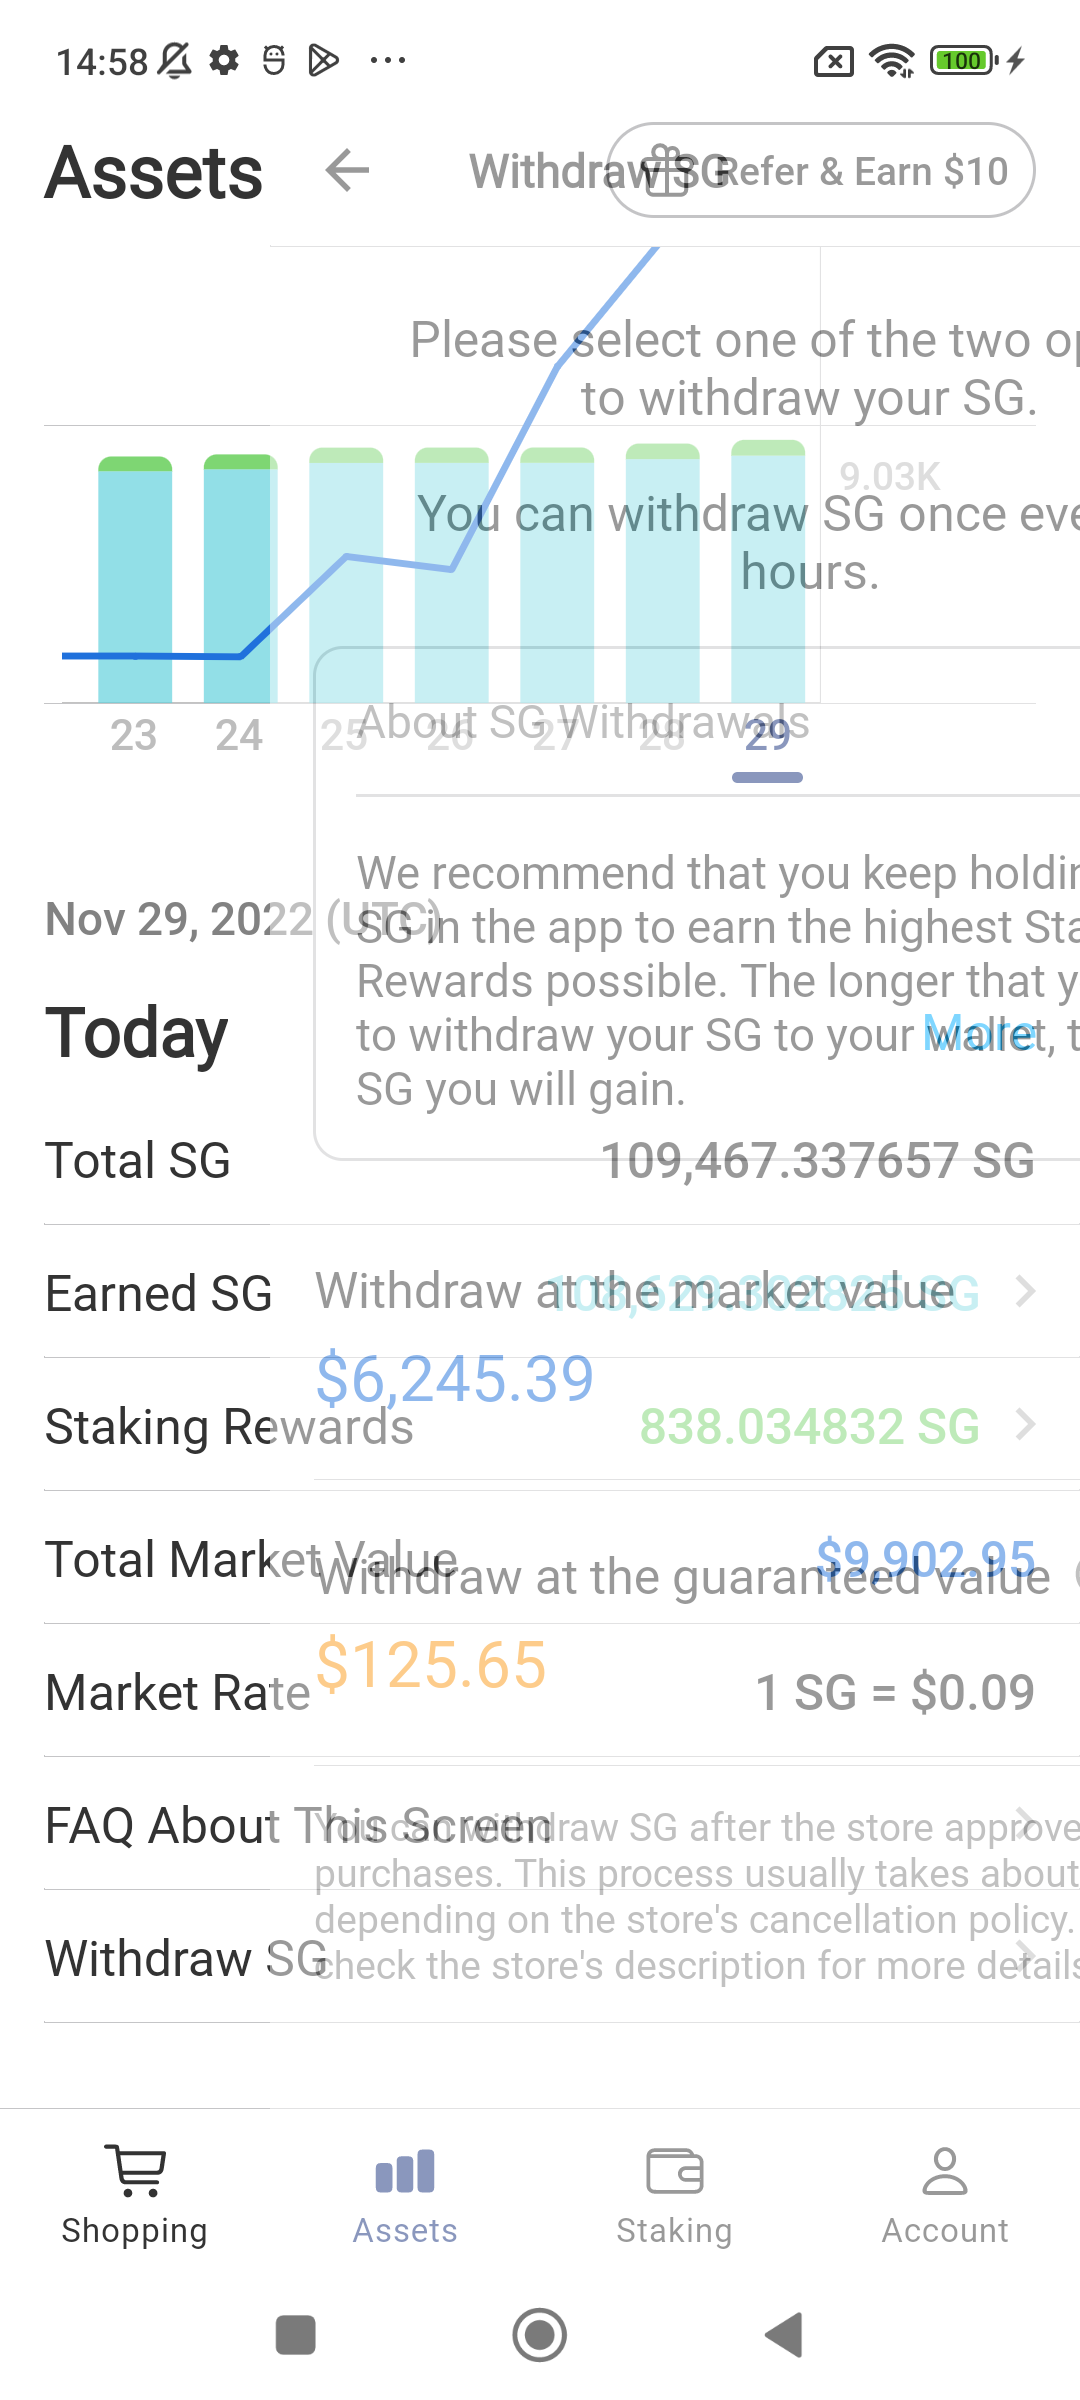 14:58
100
Assets
Withdraw SG
Refer & Earn $10
Please select one of the two
to withdraw your SG.
9.03K
You can withdraw SG once
hours.
About SG Withdrawals
23 24 25 26 27 28 29
We recommend that you keep
Nov 29, 2022 (UTC)
SG in the app to earn the highest
Rewards possible. The longer that
Today
More
to withdraw your SG to your wallet,
SG you will gain.
Total SG 109,467.337657 SG
Earned SG 108,629.302825 SG
Withdraw at the market value
$6,245.39
Staking Rewards 838.034832 SG
Total Market Value $9,902.95
Withdraw at the guaranteed value
$125.65
Market Rate 1 SG = $0.09
FAQ About This Screen
You can withdraw SG after the store
purchases. This process usually takes about
depending on the store's cancellation policy.
Withdraw SG
check the store's description for more details
Shopping Assets Staking Account